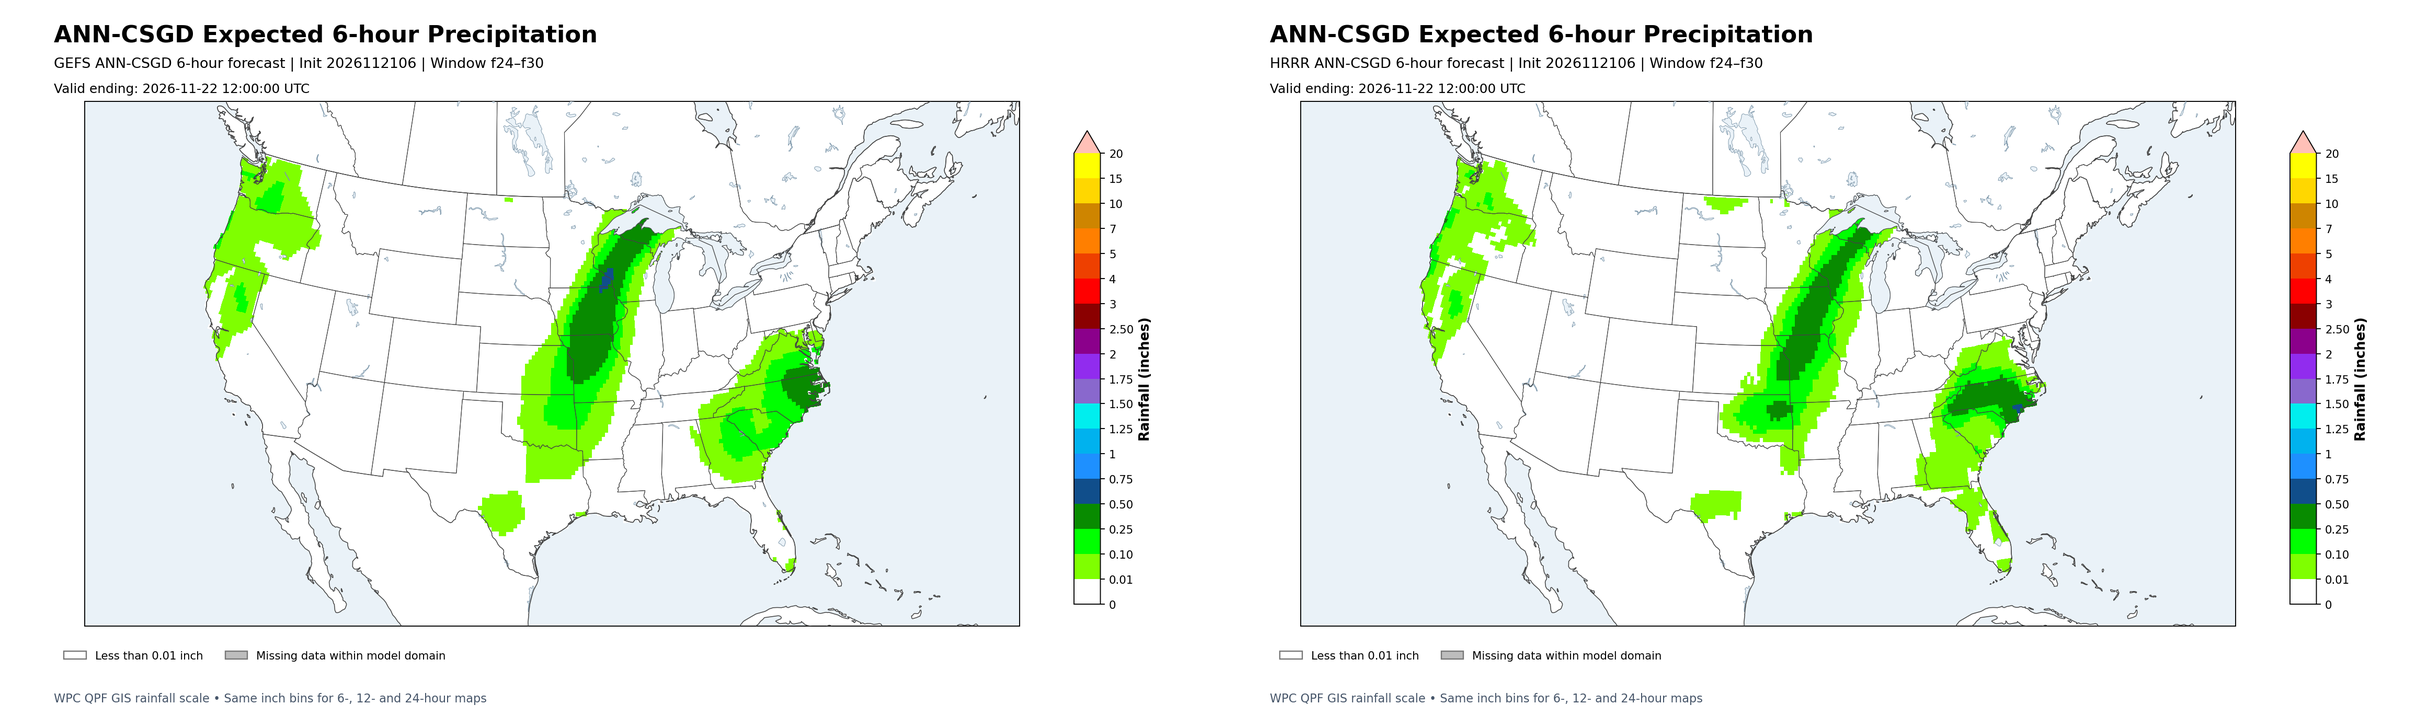 ANN-CSGD Expected 6-hour Precipitation
GEFS ANN-CSGD 6-hour forecast | Init 2026112106 | Window f24–f30
Valid ending: 2026-11-22 12:00:00 UTC
20
15
10
7
5
4
3
2.50
2
1.75
1.50
1.25
1
0.75
0.50
0.25
0.10
0.01
0
Rainfall (inches)
Less than 0.01 inch
Missing data within model domain
WPC QPF GIS rainfall scale • Same inch bins for 6-, 12- and 24-hour maps
ANN-CSGD Expected 6-hour Precipitation
HRRR ANN-CSGD 6-hour forecast | Init 2026112106 | Window f24–f30
Valid ending: 2026-11-22 12:00:00 UTC
20
15
10
7
5
4
3
2.50
2
1.75
1.50
1.25
1
0.75
0.50
0.25
0.10
0.01
0
Rainfall (inches)
Less than 0.01 inch
Missing data within model domain
WPC QPF GIS rainfall scale • Same inch bins for 6-, 12- and 24-hour maps